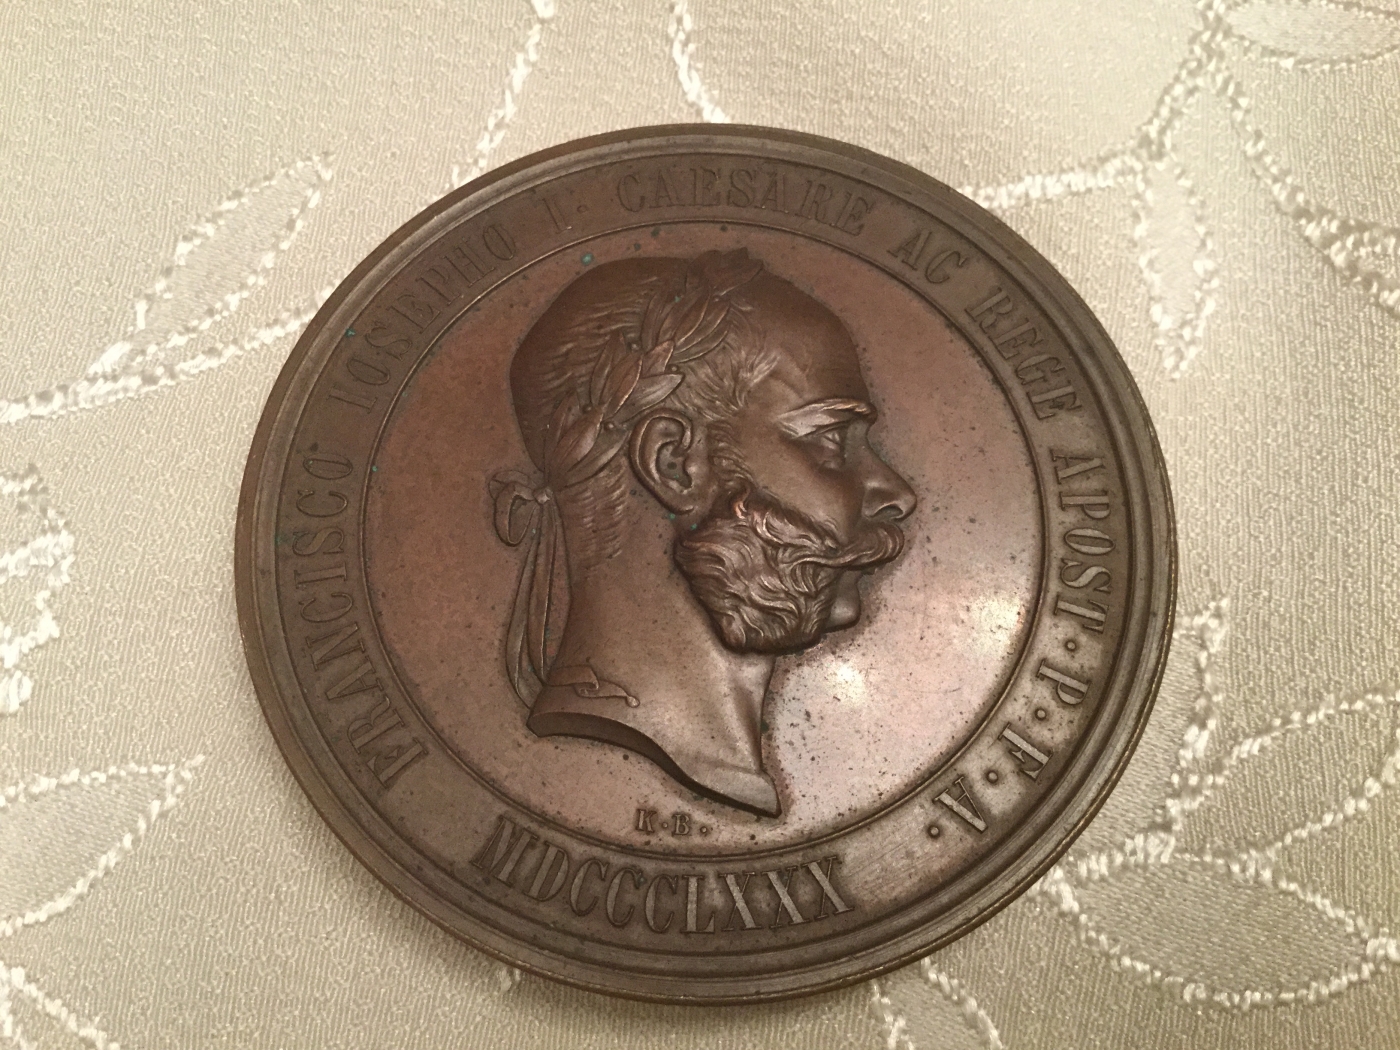 FRANCISCO IOSEPHO I· CAESARE AC REGE APOST·P·F·A·
K·B·
MDCCCLXXX